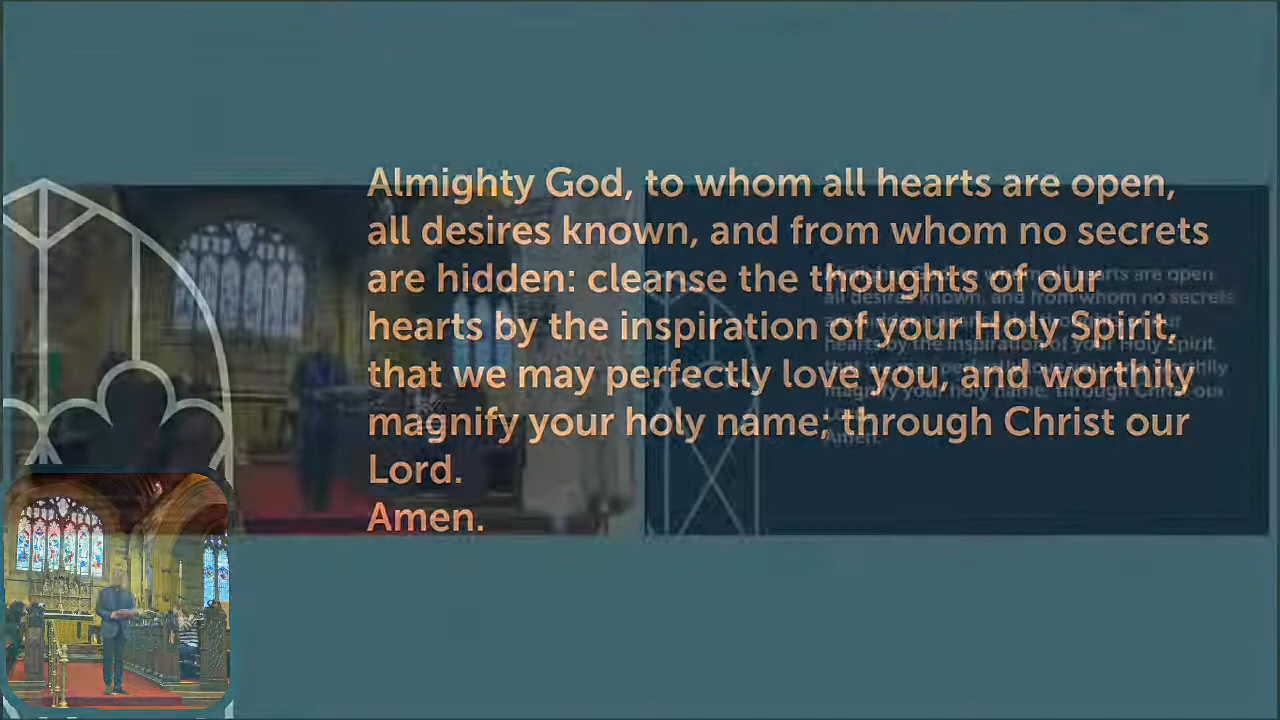 Almighty God, to whom all hearts are open,
all desires known, and from whom no secrets
are hidden: cleanse the thoughts of our
hearts by the inspiration of your Holy Spirit,
that we may perfectly love you, and worthily
magnify your holy name; through Christ our
Lord.
Amen.